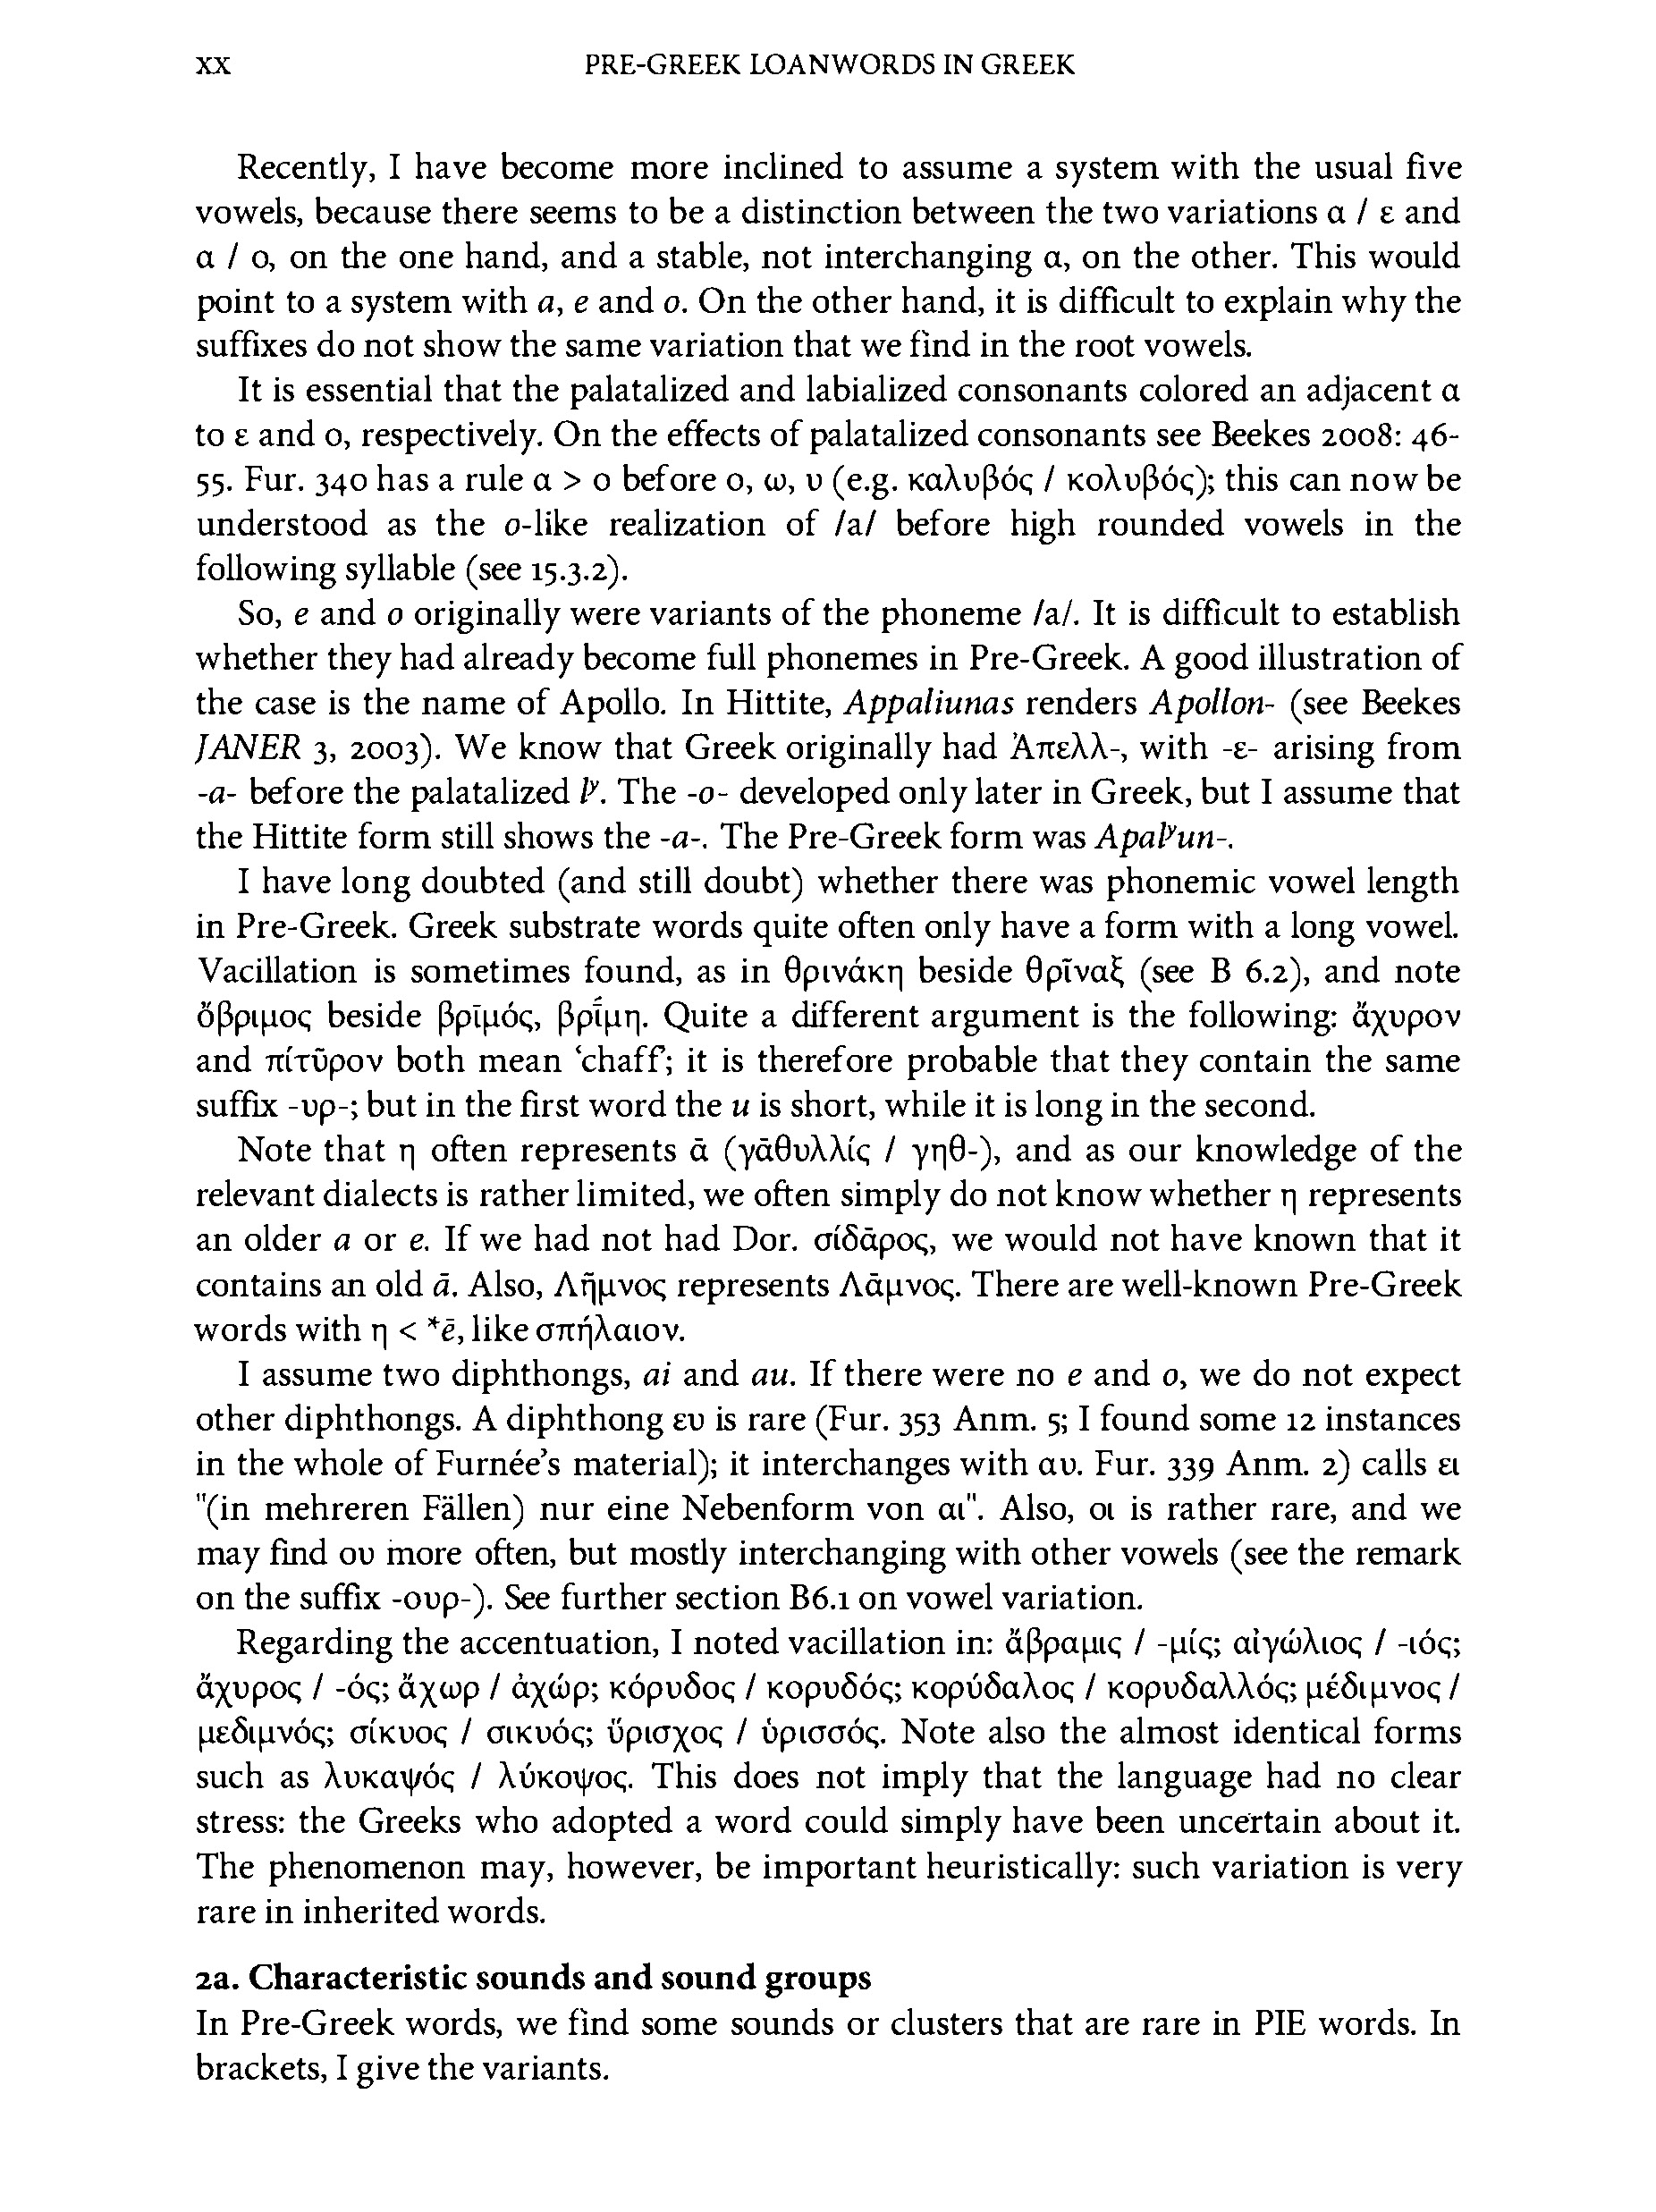 xx PRE-GREEK LOANWORDS IN GREEK
Recently, I have become more inclined to assume a system with the usual five
vowels, because there seems to be a distinction between the two variations α / ε and
α / ο, on the one hand, and a stable, not interchanging α, on the other. This would
point to a system with a, e and o. On the other hand, it is difficult to explain why the
suffixes do not show the same variation that we find in the root vowels.
It is essential that the palatalized and labialized consonants colored an adjacent α
to ε and ο, respectively. On the effects of palatalized consonants see Beekes 2008: 46-
55. Fur. 340 has a rule α > ο before ο, ω, υ (e.g. καλυβός / κολυβός); this can now be
understood as the o-like realization of /a/ before high rounded vowels in the
following syllable (see 15.3.2).
So, e and o originally were variants of the phoneme /a/. It is difficult to establish
whether they had already become full phonemes in Pre-Greek. A good illustration of
the case is the name of Apollo. In Hittite, Appaliunas renders Apollon- (see Beekes
JANER 3, 2003). We know that Greek originally had Ἀπελλ-, with -ε- arising from
-a- before the palatalized lʸ. The -o- developed only later in Greek, but I assume that
the Hittite form still shows the -a-. The Pre-Greek form was Apalʸun-.
I have long doubted (and still doubt) whether there was phonemic vowel length
in Pre-Greek. Greek substrate words quite often only have a form with a long vowel.
Vacillation is sometimes found, as in θρινάκη beside θρῖναξ (see B 6.2), and note
ὄβριμος beside βρῑμός, βρί̄μη. Quite a different argument is the following: ἄχυρον
and πίτῡρον both mean ‘chaff’; it is therefore probable that they contain the same
suffix -υρ-; but in the first word the u is short, while it is long in the second.
Note that η often represents ᾱ (γᾱθυλλίς / γηθ-), and as our knowledge of the
relevant dialects is rather limited, we often simply do not know whether η represents
an older a or e. If we had not had Dor. σίδᾱρος, we would not have known that it
contains an old ā. Also, Λῆμνος represents Λᾱμνος. There are well-known Pre-Greek
words with η < *ē, like σπήλαιον.
I assume two diphthongs, ai and au. If there were no e and o, we do not expect
other diphthongs. A diphthong ευ is rare (Fur. 353 Anm. 5; I found some 12 instances
in the whole of Furnée’s material); it interchanges with αυ. Fur. 339 Anm. 2) calls ει
"(in mehreren Fällen) nur eine Nebenform von αι". Also, οι is rather rare, and we
may find ου more often, but mostly interchanging with other vowels (see the remark
on the suffix -ουρ-). See further section B6.1 on vowel variation.
Regarding the accentuation, I noted vacillation in: ἄβραμις / -μίς; αἰγώλιος / -ιός;
ἄχυρος / -ός; ἄχωρ / ἀχώρ; κόρυδος / κορυδός; κορύδαλος / κορυδαλλός; μέδιμνος /
μεδιμνός; σίκυος / σικυός; ὕρισχος / ὑρισσός. Note also the almost identical forms
such as λυκαψός / λύκοψος. This does not imply that the language had no clear
stress: the Greeks who adopted a word could simply have been uncertain about it.
The phenomenon may, however, be important heuristically: such variation is very
rare in inherited words.
2a. Characteristic sounds and sound groups
In Pre-Greek words, we find some sounds or clusters that are rare in PIE words. In
brackets, I give the variants.